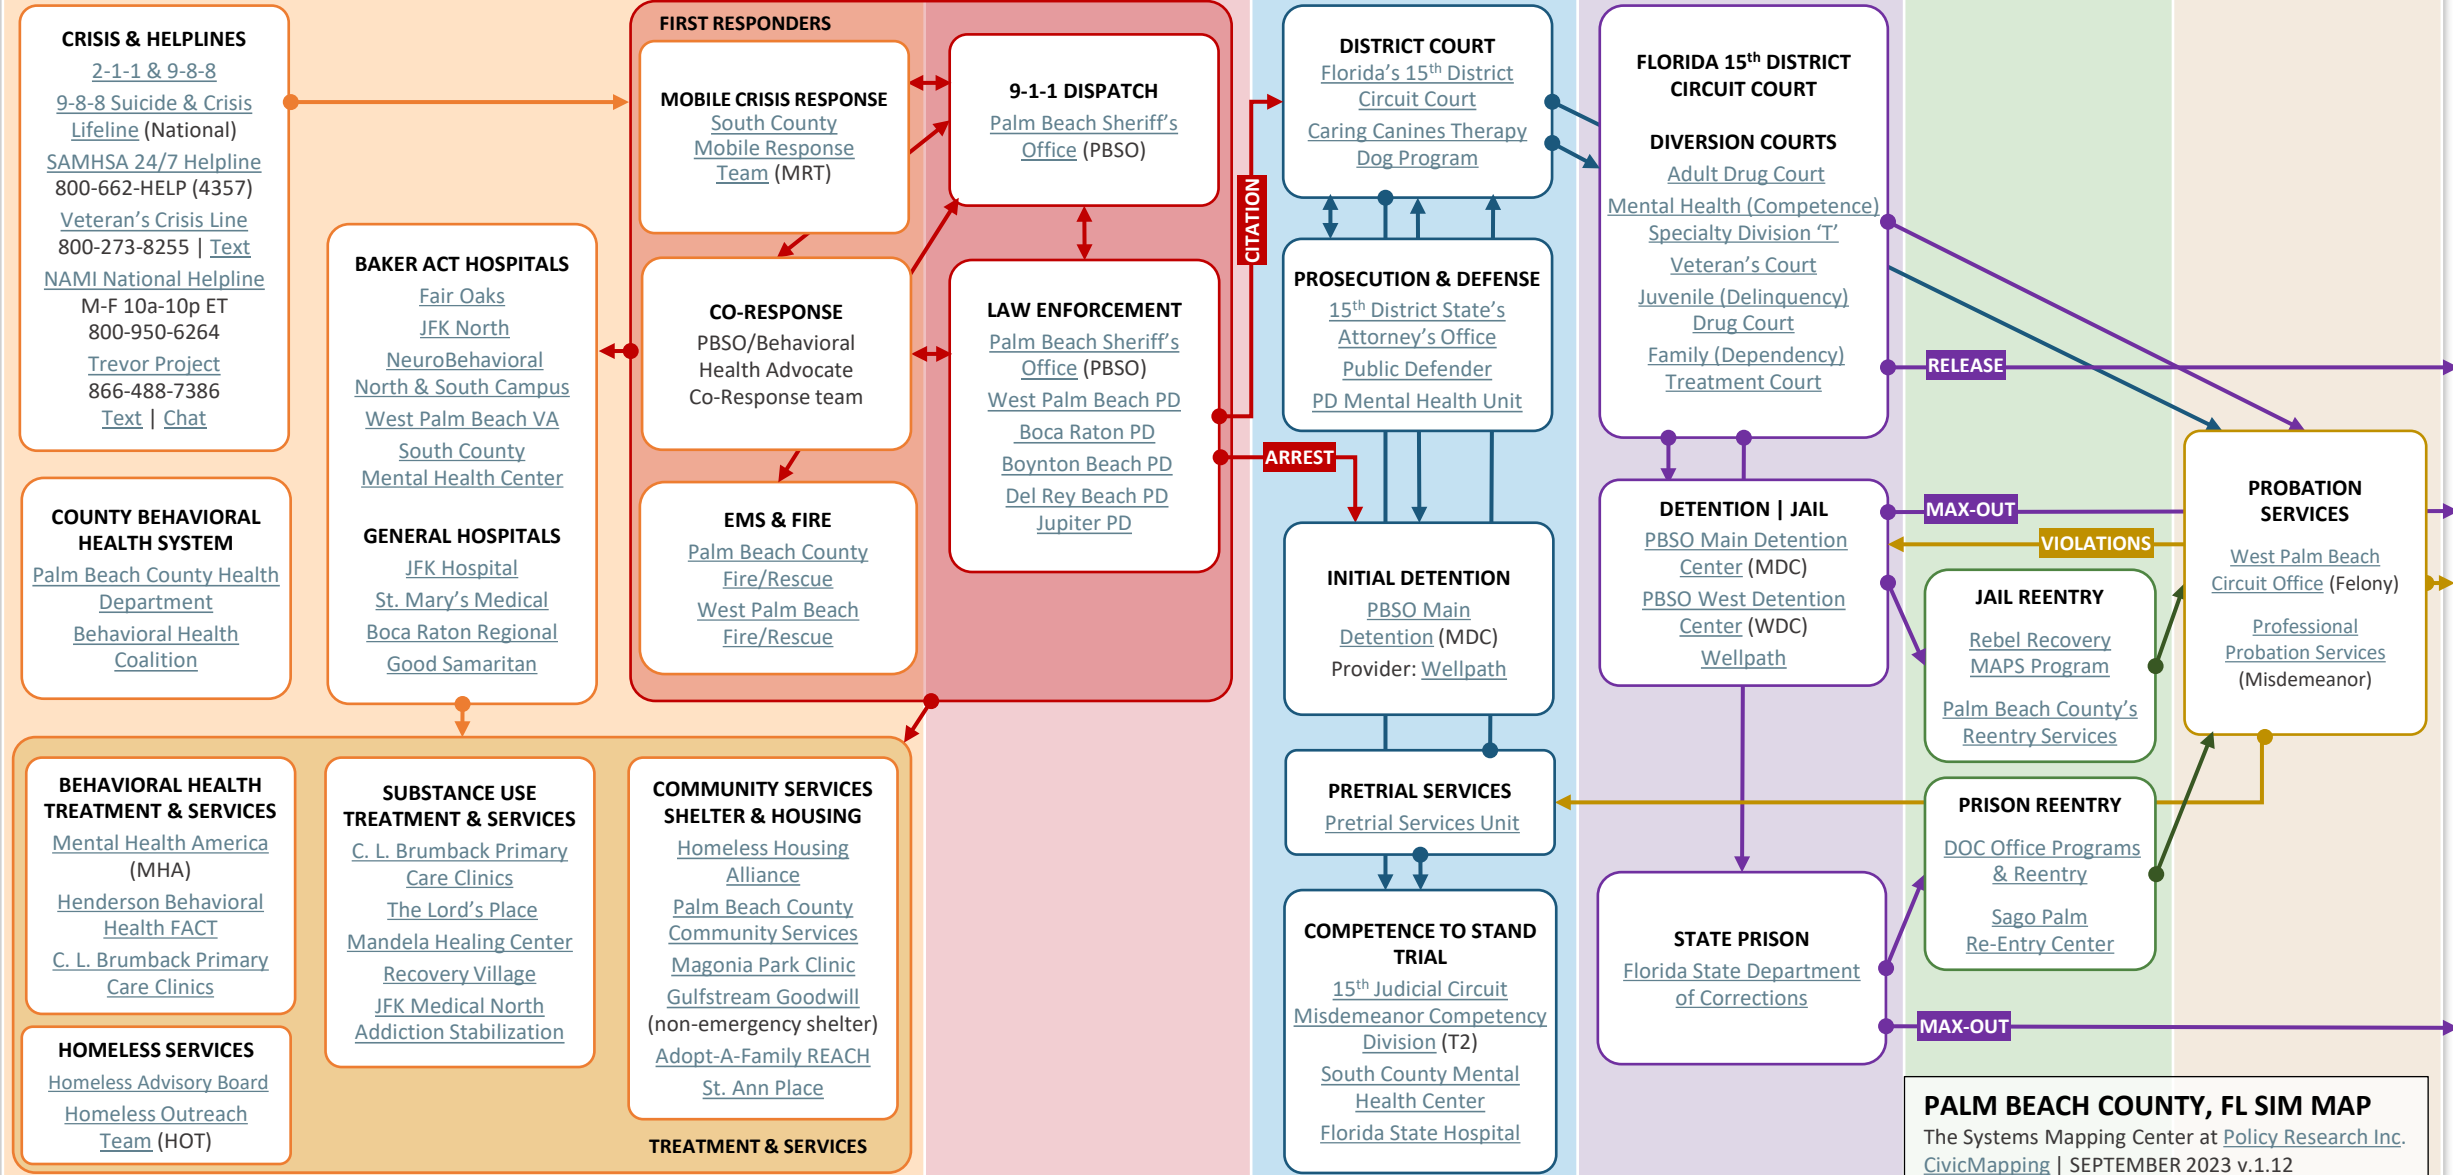 CRISIS & HELPLINES
2-1-1 & 9-8-8
9-8-8 Suicide & Crisis
Lifeline (National)
SAMHSA 24/7 Helpline
800-662-HELP (4357)
Veteran's Crisis Line
800-273-8255 | Text
NAMI National Helpline
M-F 10a-10p ET
800-950-6264
Trevor Project
866-488-7386
Text | Chat
COUNTY BEHAVIORAL
HEALTH SYSTEM
Palm Beach County Health
Department
Behavioral Health
Coalition
BAKER ACT HOSPITALS
Fair Oaks
JFK North
NeuroBehavioral
North & South Campus
West Palm Beach VA
South County
Mental Health Center
GENERAL HOSPITALS
JFK Hospital
St. Mary's Medical
Boca Raton Regional
Good Samaritan
FIRST RESPONDERS
MOBILE CRISIS RESPONSE
South County
Mobile Response
Team (MRT)
CO-RESPONSE
PBSO/Behavioral
Health Advocate
Co-Response team
EMS & FIRE
Palm Beach County
Fire/Rescue
West Palm Beach
Fire/Rescue
9-1-1 DISPATCH
Palm Beach Sheriff's
Office (PBSO)
LAW ENFORCEMENT
Palm Beach Sheriff's
Office (PBSO)
West Palm Beach PD
Boca Raton PD
Boynton Beach PD
Del Rey Beach PD
Jupiter PD
CITATION
ARREST
BEHAVIORAL HEALTH
TREATMENT & SERVICES
Mental Health America
(MHA)
Henderson Behavioral
Health FACT
C. L. Brumback Primary
Care Clinics
HOMELESS SERVICES
Homeless Advisory Board
Homeless Outreach
Team (HOT)
SUBSTANCE USE
TREATMENT & SERVICES
C. L. Brumback Primary
Care Clinics
The Lord's Place
Mandela Healing Center
Recovery Village
JFK Medical North
Addiction Stabilization
COMMUNITY SERVICES
SHELTER & HOUSING
Homeless Housing
Alliance
Palm Beach County
Community Services
Magonia Park Clinic
Gulfstream Goodwill
(non-emergency shelter)
Adopt-A-Family REACH
St. Ann Place
TREATMENT & SERVICES
DISTRICT COURT
Florida's 15th District
Circuit Court
Caring Canines Therapy
Dog Program
PROSECUTION & DEFENSE
15th District State's
Attorney's Office
Public Defender
PD Mental Health Unit
INITIAL DETENTION
PBSO Main
Detention (MDC)
Provider: Wellpath
PRETRIAL SERVICES
Pretrial Services Unit
COMPETENCE TO STAND
TRIAL
15th Judicial Circuit
Misdemeanor Competency
Division (T2)
South County Mental
Health Center
Florida State Hospital
FLORIDA 15th DISTRICT
CIRCUIT COURT
DIVERSION COURTS
Adult Drug Court
Mental Health (Competence)
Specialty Division 'T'
Veteran's Court
Juvenile (Delinquency)
Drug Court
Family (Dependency)
Treatment Court
DETENTION | JAIL
PBSO Main Detention
Center (MDC)
PBSO West Detention
Center (WDC)
Wellpath
STATE PRISON
Florida State Department
of Corrections
RELEASE
MAX-OUT
VIOLATIONS
JAIL REENTRY
Rebel Recovery
MAPS Program
Palm Beach County's
Reentry Services
PRISON REENTRY
DOC Office Programs
& Reentry
Sago Palm
Re-Entry Center
MAX-OUT
PROBATION
SERVICES
West Palm Beach
Circuit Office (Felony)
Professional
Probation Services
(Misdemeanor)
PALM BEACH COUNTY, FL SIM MAP
The Systems Mapping Center at Policy Research Inc.
CivicMapping | SEPTEMBER 2023 v.1.12